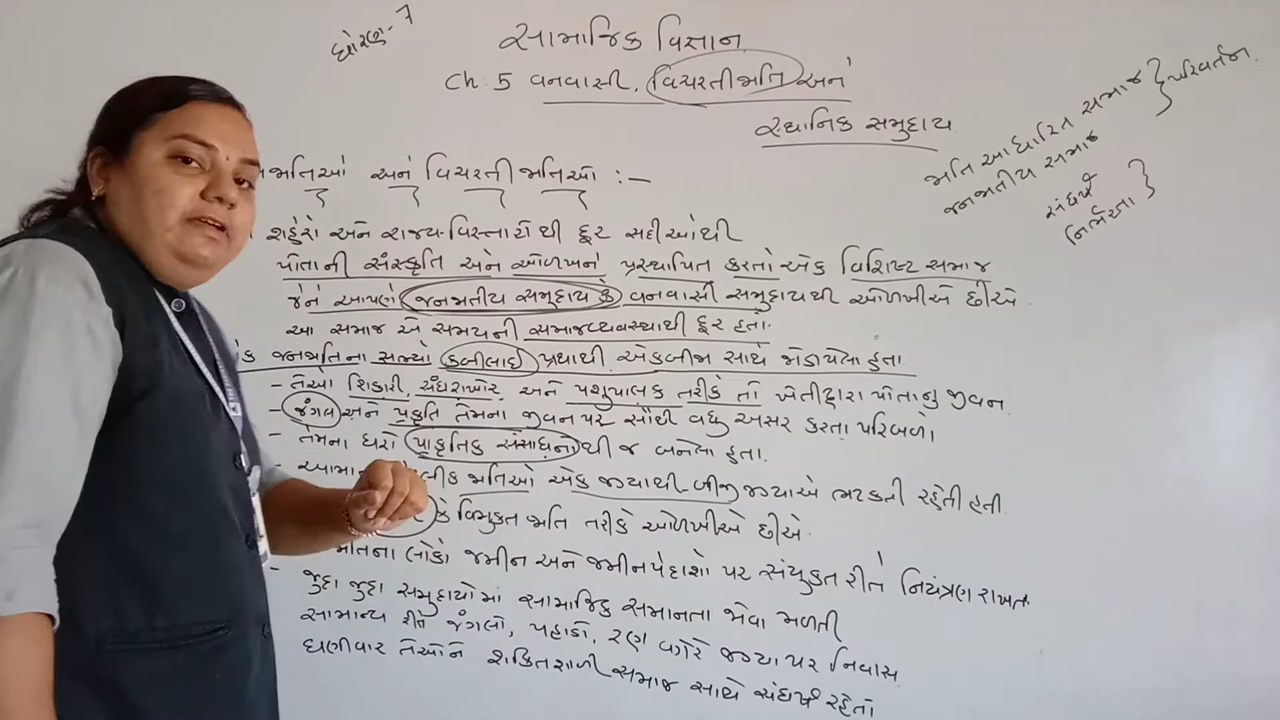 ધોરણ-7
સામાજિક વિજ્ઞાન
Ch. 5 વનવાસી, વિચરતીજાતિ અને
સ્થાનિક સમુદાય
જાતિ આધારિત સમાજ } પરિવર્તન
જનજાતીય સમાજ
સંઘર્ષ }
નિર્ભરતા
જાતિઓ અને વિચરતી જાતિઓ :-
શહેરો અને રાજ્ય-વિસ્તારોથી દૂર સદીઓથી
પોતાની સંસ્કૃતિ અને ઓળખને પ્રસ્થાપિત કરતો એક વિશિષ્ટ સમાજ
જેને આપણે જનજાતીય સમુદાય કે વનવાસી સમુદાયથી ઓળખીએ છીએ.
આ સમાજ એ સમયની સમાજવ્યવસ્થાથી દૂર હતો.
જનજાતિના સભ્યો કબીલાઈ પ્રથાથી એકબીજા સાથે જોડાયેલા હતા.
- તેઓ શિકારી, સંગ્રાહખોર અને પશુપાલક તરીકે તો ખેતીદ્વારા પોતાનુ જીવન
- જંગલ અને પ્રકૃતિ તેમના જીવન પર સૌથી વધુ અસર કરતા પરિબળો
- તેમના ઘરો પ્રાકૃતિક સંસાધનોથી જ બનેલા હતા.
- આમાંની જાતિઓ એક જગ્યાથી-બીજી જગ્યાએ ભટકતી રહેતી હતી
કે વિમુક્ત જાતિ તરીકે ઓળખીએ છીએ.
- જાતિના લોકો જમીન અને જમીનપેદાશો પર સંયુક્ત રીતે નિયંત્રણ રાખતા
જુદા જુદા સમુદાયોમાં સામાજિક સમાનતા જોવા મળતી
સામાન્ય રીતે જંગલો, પહાડો, રણ વગેરે જગ્યા પર નિવાસ
ઘણીવાર તેઓને શક્તિશાળી સમાજ સાથે સંઘર્ષ રહેતો